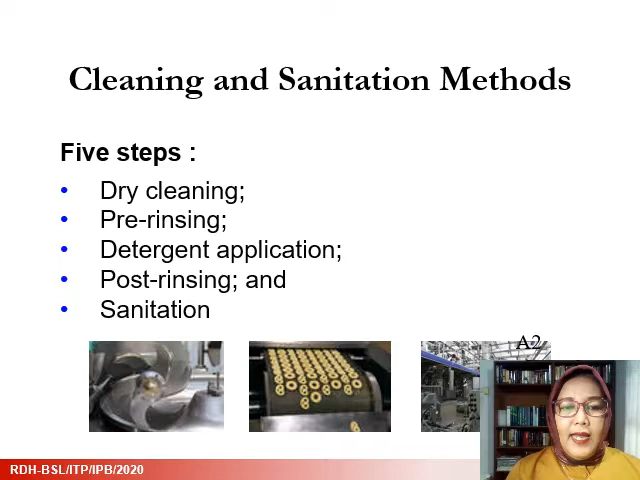 Cleaning and Sanitation Methods
Five steps :
• Dry cleaning;
• Pre-rinsing;
• Detergent application;
• Post-rinsing; and
• Sanitation
A2
RDH-BSL/ITP/IPB/2020